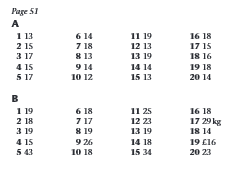 Page 51
A
1 13 6 14 11 19 16 18
2 15 7 18 12 13 17 15
3 17 8 13 13 19 18 16
4 15 9 14 14 14 19 18
5 17 10 12 15 13 20 14
B
1 19 6 18 11 25 16 18
2 18 7 17 12 23 17 29 kg
3 19 8 19 13 19 18 14
4 15 9 26 14 18 19 £16
5 43 10 18 15 34 20 23